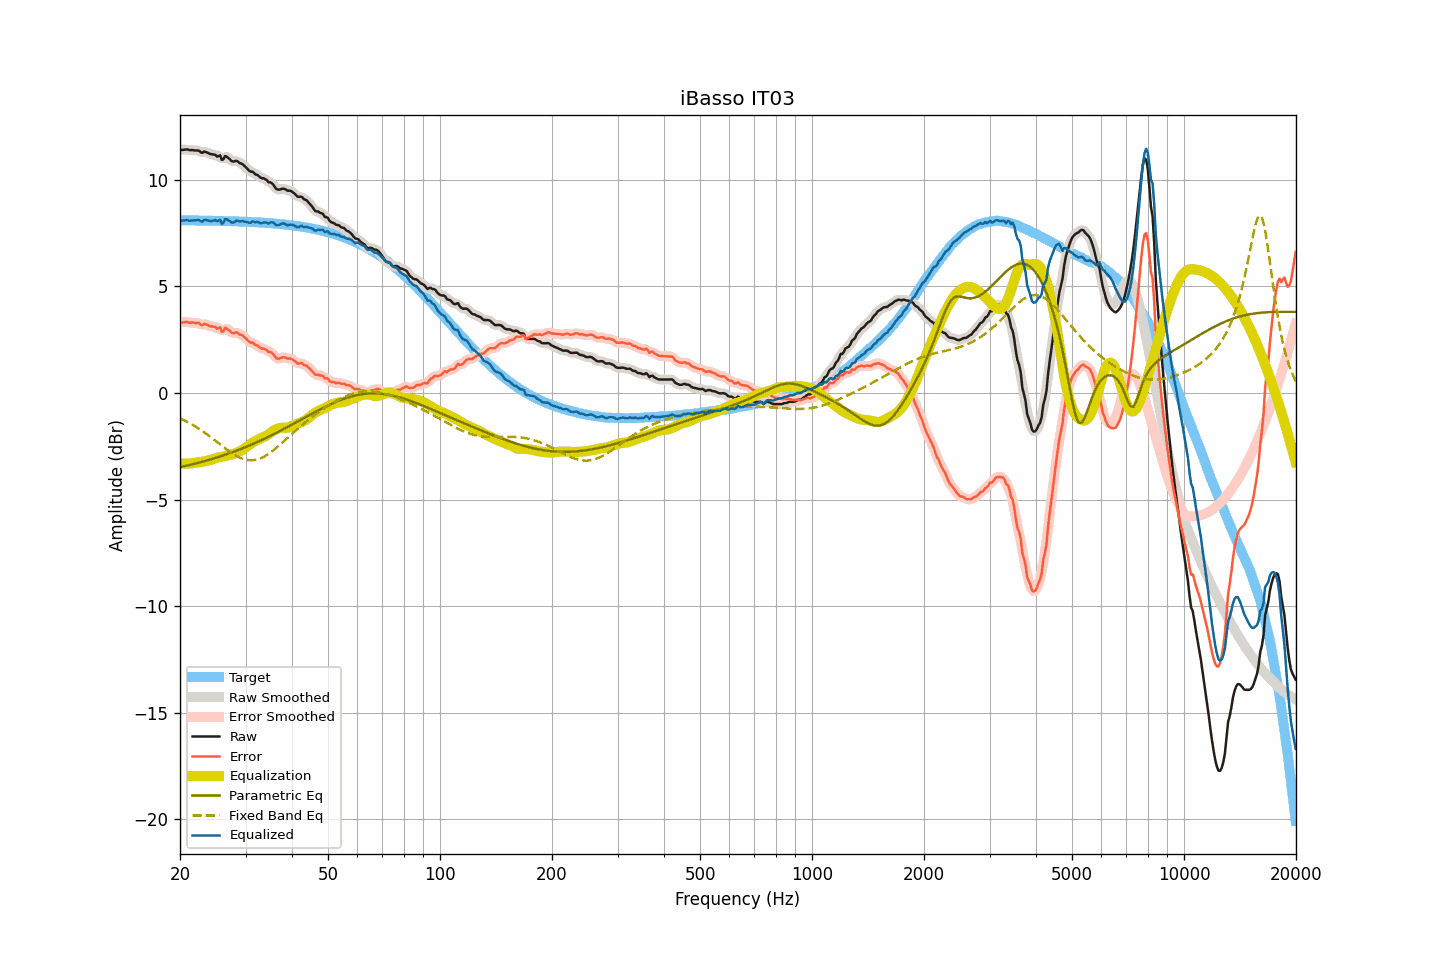 iBasso IT03
Amplitude (dBr)
10
5
0
−5
−10
−15
−20
Target
Raw Smoothed
Error Smoothed
Raw
Error
Equalization
Parametric Eq
Fixed Band Eq
Equalized
20 50 100 200 500 1000 2000 5000 10000 20000
Frequency (Hz)